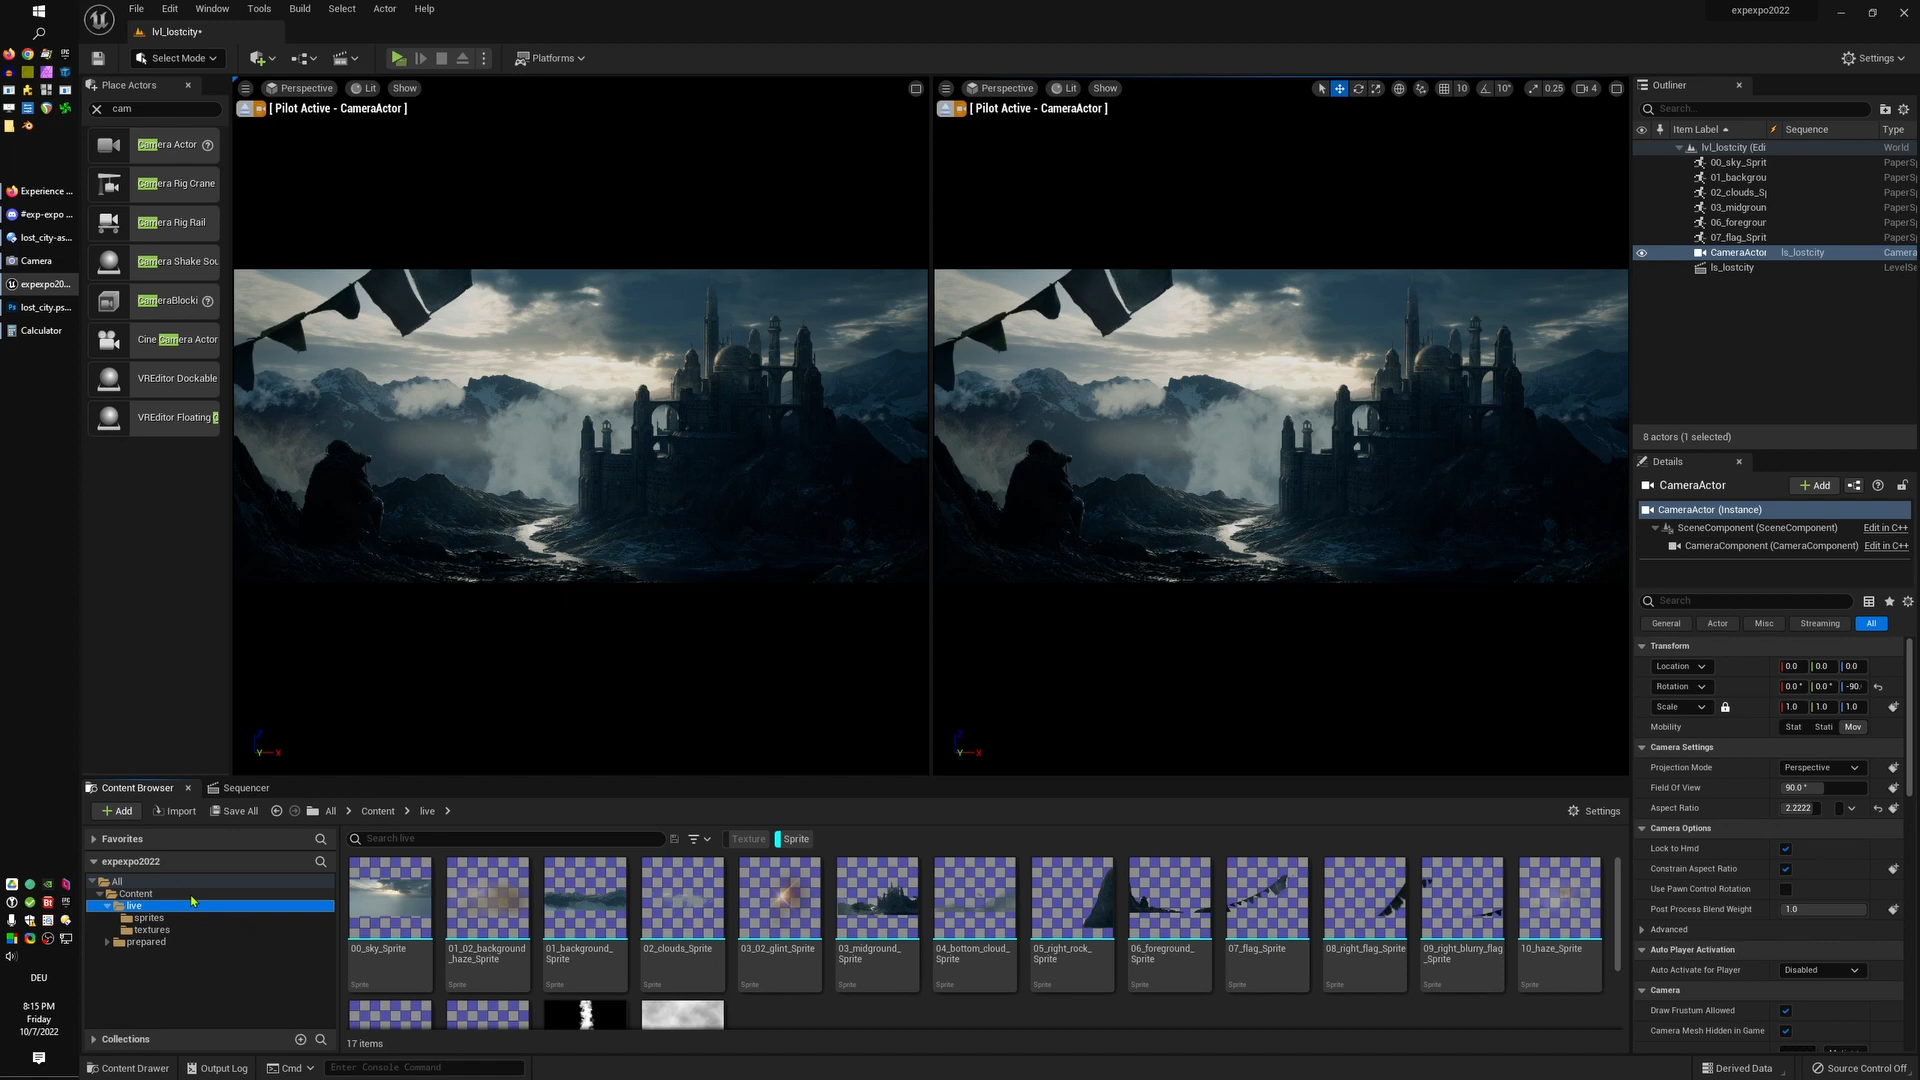 File Edit Window Tools Build Select Actor Help
expexpo2022
lvl_lostcity•
Select Mode
Platforms
Settings
Place Actors
cam
Camera Actor
Camera Rig Crane
Camera Rig Rail
Camera Shake Sou
CameraBlocki
Cine Camera Actor
VREditor Dockable
VREditor Floating C
Perspective Lit Show
[ Pilot Active - CameraActor ]
Perspective Lit Show
10 10° 0.25 4
[ Pilot Active - CameraActor ]
Experience ...
#exp-expo ...
lost_city-as...
Camera
expexpo20...
lost_city.ps...
Calculator
DEU
8:15 PM
Friday
10/7/2022
Outliner
Search...
Item Label Sequence Type
lvl_lostcity (Edi World
00_sky_Sprit PaperS
01_backgrou PaperS
02_clouds_S PaperS
03_midgroun PaperS
06_foregrour PaperS
07_flag_Sprit PaperS
CameraActor ls_lostcity Camera
ls_lostcity LevelSe
8 actors (1 selected)
Details
CameraActor
Add
CameraActor (Instance)
SceneComponent (SceneComponent) Edit in C++
CameraComponent (CameraComponent) Edit in C++
Search
General Actor Misc Streaming All
Transform
Location 0.0 0.0 0.0
Rotation 0.0 ° 0.0 ° -90.
Scale 1.0 1.0 1.0
Mobility Stat Stati Mov
Camera Settings
Projection Mode Perspective
Field Of View 90.0 °
Aspect Ratio 2.2222
Camera Options
Lock to Hmd
Constrain Aspect Ratio
Use Pawn Control Rotation
Post Process Blend Weight 1.0
Advanced
Auto Player Activation
Auto Activate for Player Disabled
Camera
Draw Frustum Allowed
Camera Mesh Hidden in Game
Content Browser Sequencer
Add Import Save All All Content live
Settings
Favorites
expexpo2022
All
Content
live
sprites
textures
prepared
Collections
Search live
Texture Sprite
00_sky_Sprite
Sprite
01_02_background
_haze_Sprite
Sprite
01_background_
Sprite
Sprite
02_clouds_Sprite
Sprite
03_02_glint_Sprite
Sprite
03_midground_
Sprite
Sprite
04_bottom_cloud_
Sprite
Sprite
05_right_rock_
Sprite
Sprite
06_foreground_
Sprite
Sprite
07_flag_Sprite
Sprite
08_right_flag_Sprite
Sprite
09_right_blurry_flag
_Sprite
Sprite
10_haze_Sprite
Sprite
17 items
Content Drawer Output Log Cmd Enter Console Command
Derived Data Source Control Off